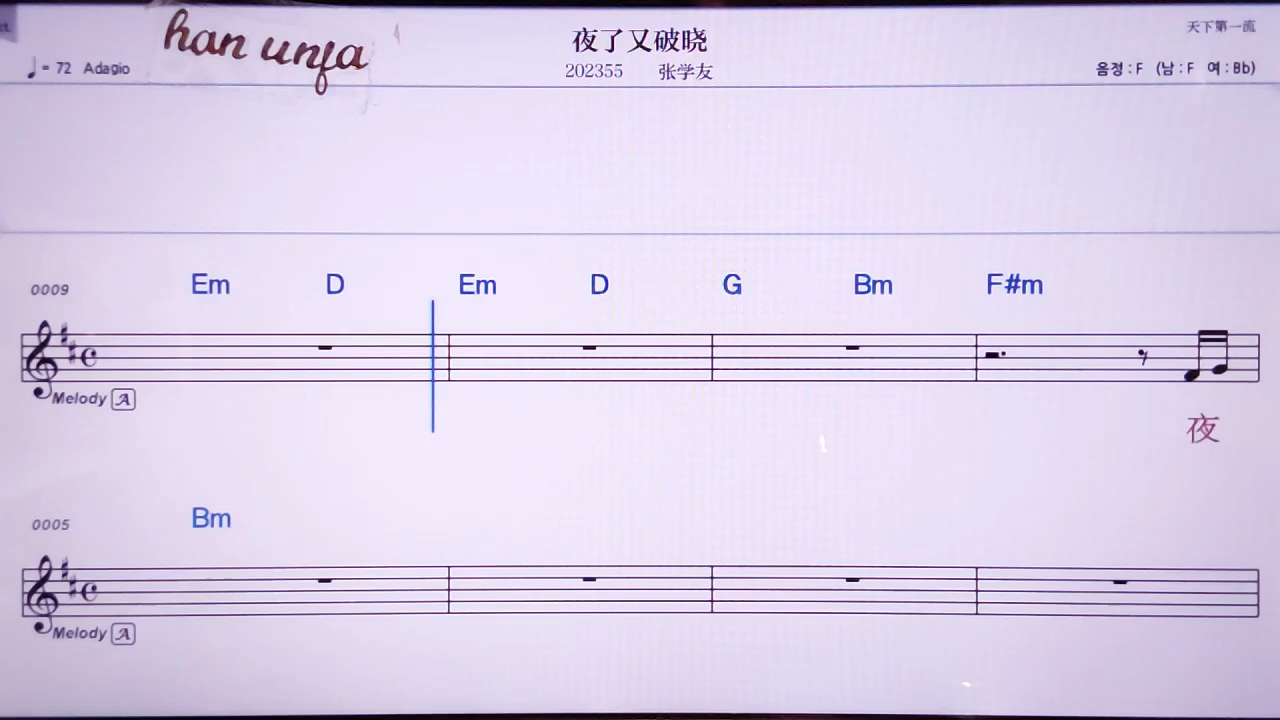 han unfa
夜了又破晓
天下第一流
♩ = 72 Adagio
202355 张学友
음정 : F (남 : F 여 : Bb)
0009 Em D Em D G Bm F#m
Melody A
夜
0005 Bm
Melody A